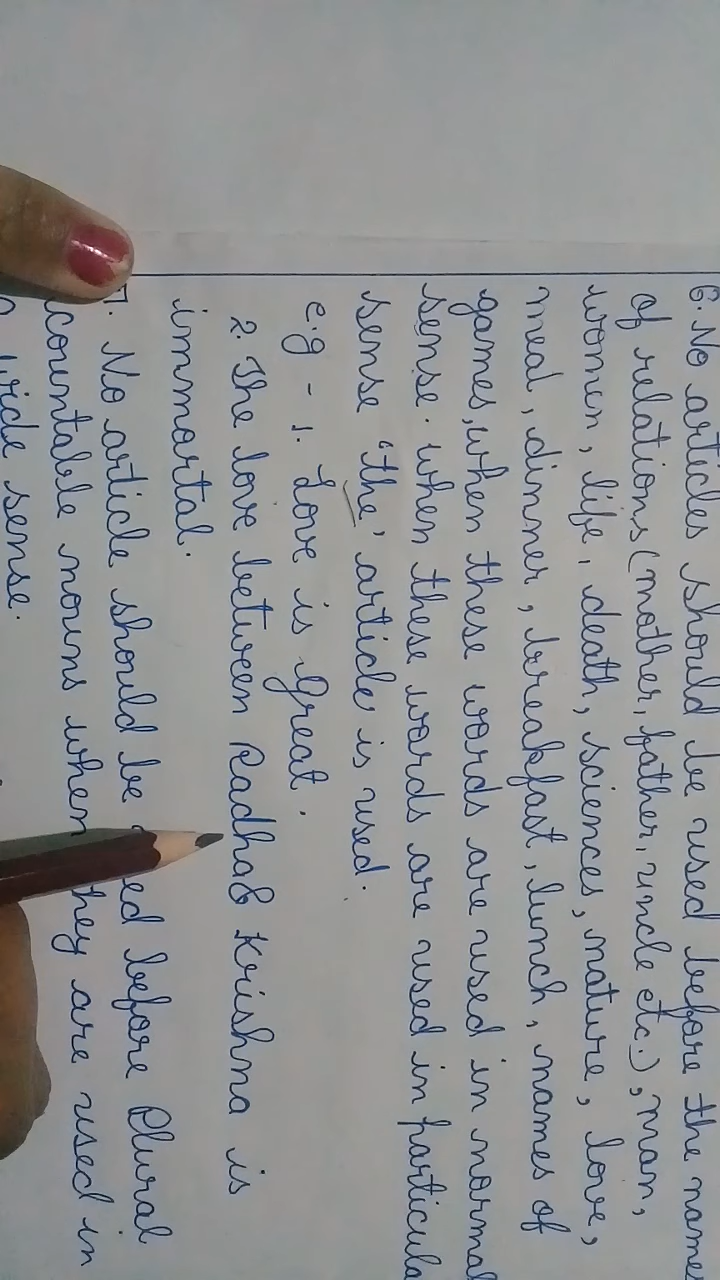 6. No articles should be used before the names
of relations (mother, father, uncle etc.), man,
women, life, death, sciences, nature, love,
meal, dinner, breakfast, lunch, names of
games, when these words are used in normal
sense. when these words are used in particula
sense 'the' article is used.
e.g - 1. Love is Great.
2. The love between Radha & Krishna is
immortal.
7. No article should be ed before Plural
countable nouns when they are used in
wide sense.